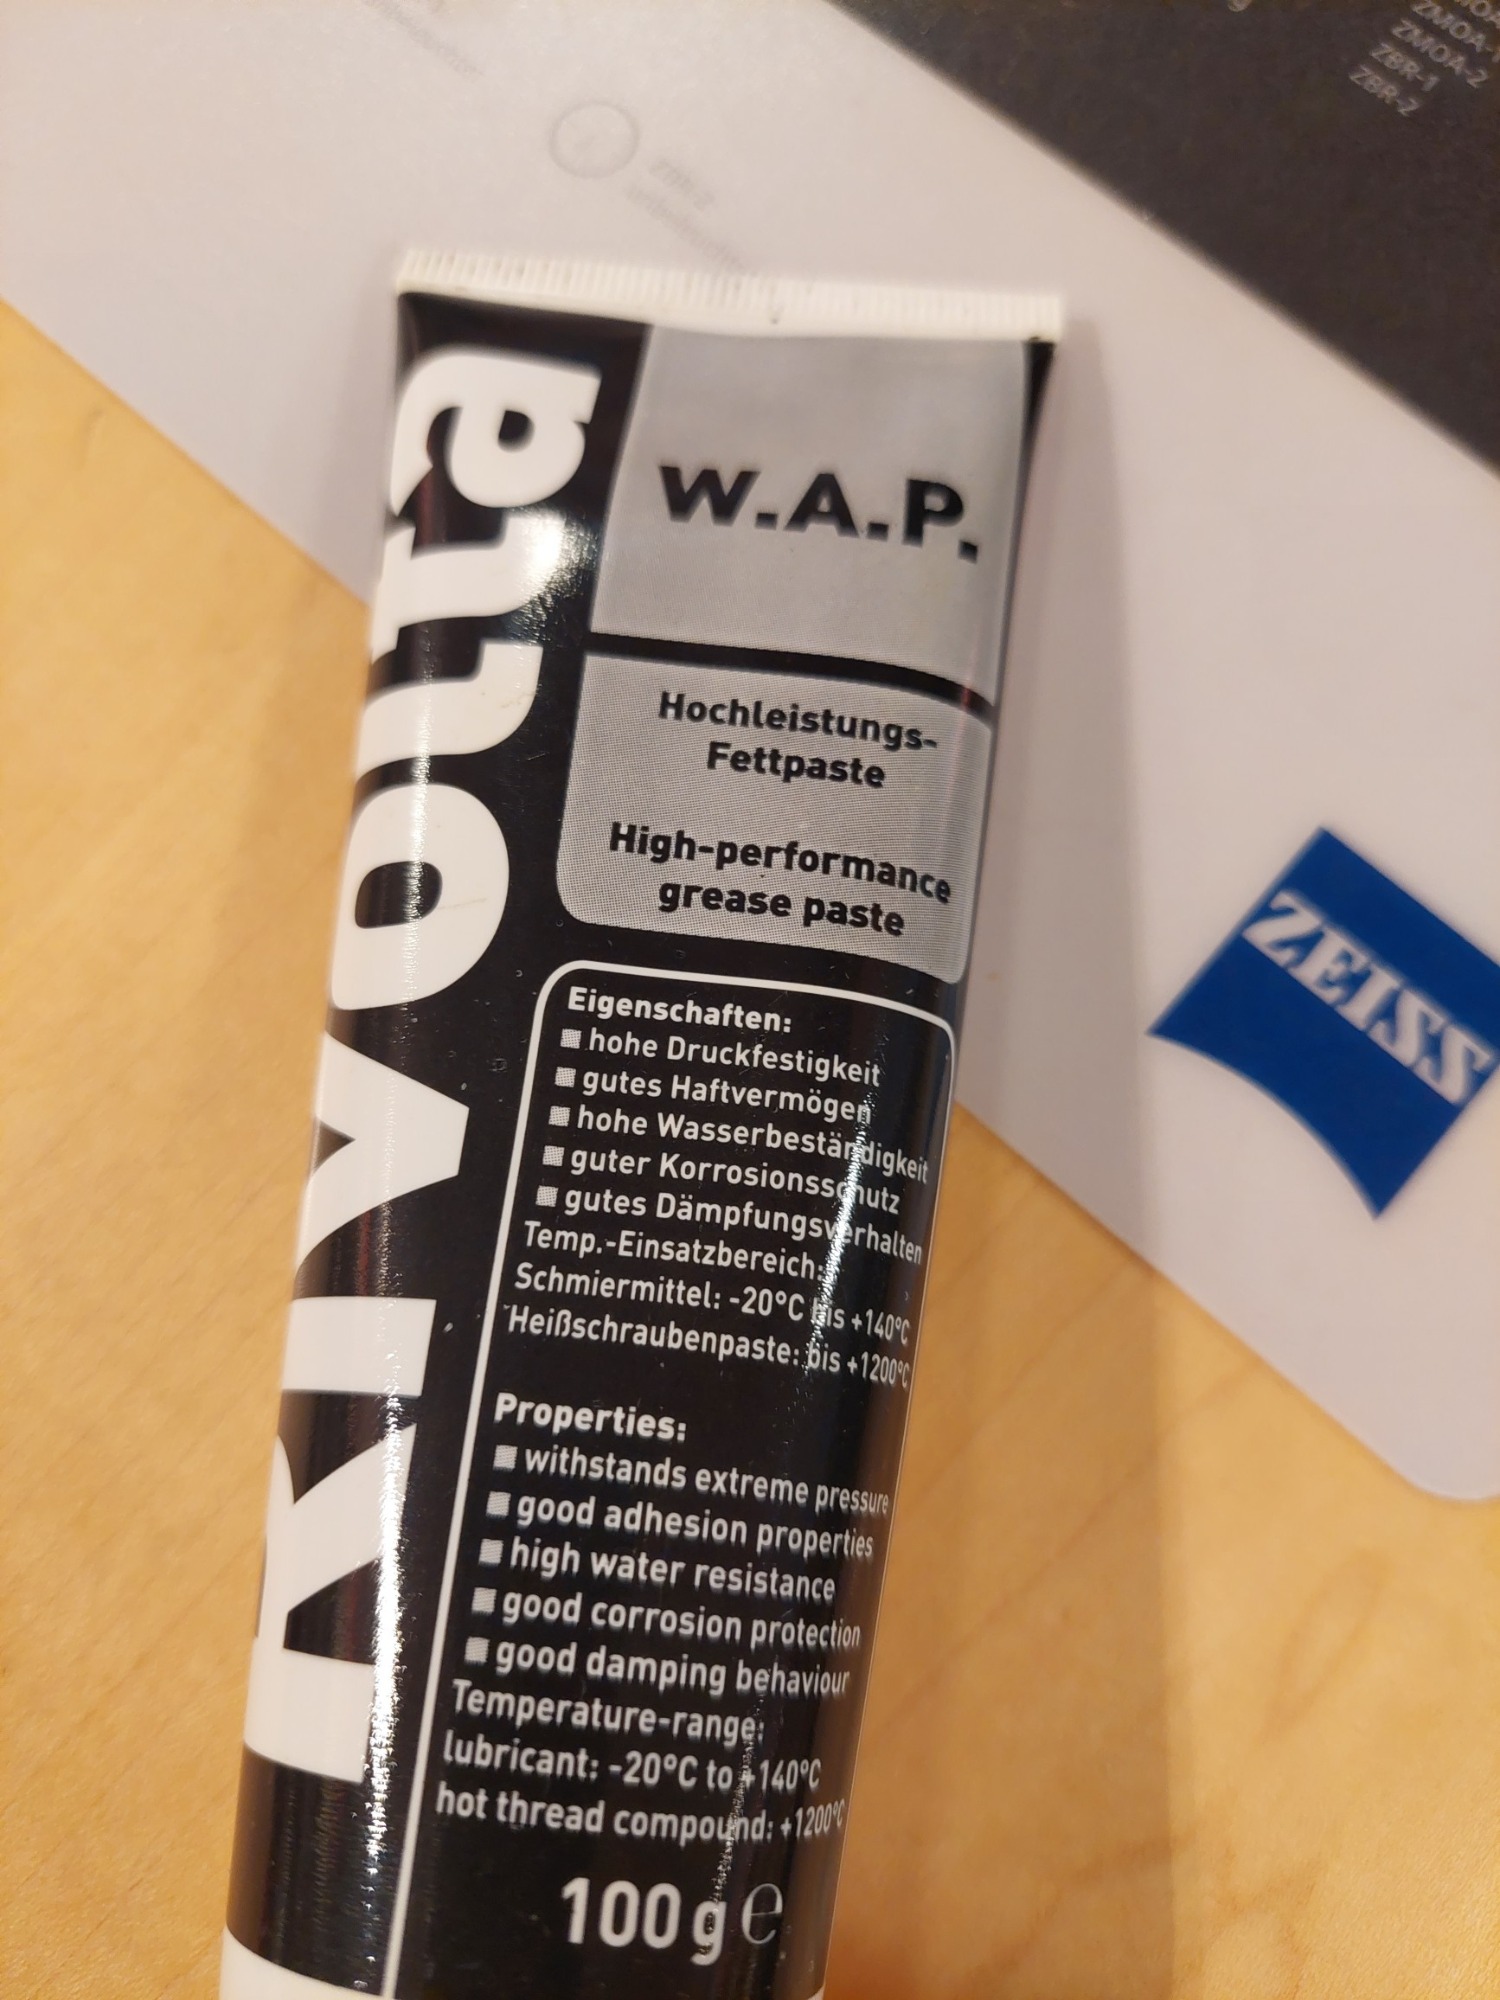 ZMOA-2
ZBR-1
ZBR-2
Rivolta
W.A.P.
Hochleistungs-
Fettpaste
High-performance
grease paste
Eigenschaften:
hohe Druckfestigkeit
gutes Haftvermögen
hohe Wasserbeständigkeit
guter Korrosionsschutz
gutes Dämpfungsverhalten
Temp.-Einsatzbereich:
Schmiermittel: -20°C bis +140°C
Heißschraubenpaste: bis +1200°C
Properties:
withstands extreme pressure
good adhesion properties
high water resistance
good corrosion protection
good damping behaviour
Temperature-range:
lubricant: -20°C to +140°C
hot thread compound: +1200°C
100 g e
ZEISS